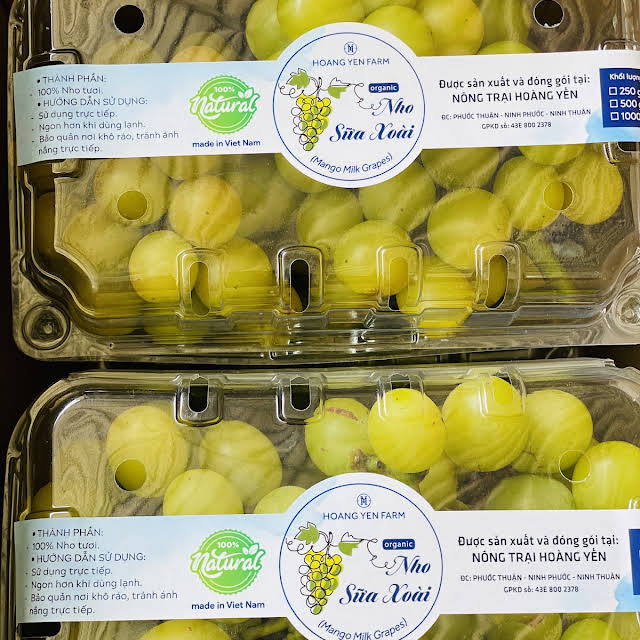 • THÀNH PHẦN:
- 100% Nho tươi.
• HƯỚNG DẪN SỬ DỤNG:
- Sử dụng trực tiếp.
- Ngon hơn khi dùng lạnh.
- Bảo quản nơi khô ráo, tránh ánh
nắng trực tiếp.
100%
Natural
made in Viet Nam
HOANG YEN FARM
organic
Nho
Sữa Xoài
(Mango Milk Grapes)
Được sản xuất và đóng gói tại:
NÔNG TRẠI HOÀNG YẾN
ĐC: PHƯỚC THUẬN - NINH PHƯỚC - NINH THUẬN
GPKD số: 43E 800 2378
Khối lượng
250 g
500
1000
• THÀNH PHẦN:
- 100% Nho tươi.
• HƯỚNG DẪN SỬ DỤNG:
Sử dụng trực tiếp.
Ngon hơn khi dùng lạnh.
Bảo quản nơi khô ráo, tránh ánh
nắng trực tiếp.
100%
Natural
made in Viet Nam
HOANG YEN FARM
organic
Nho
Sữa Xoài
(Mango Milk Grapes)
Được sản xuất và đóng gói tại:
NÔNG TRẠI HOÀNG YẾN
ĐC: PHƯỚC THUẬN - NINH PHƯỚC - NINH THUẬN
GPKD số: 43E 800 2378